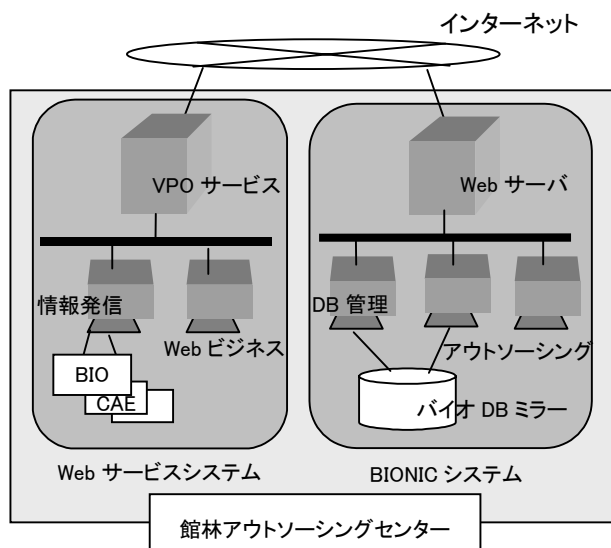 インターネット
VPO サービス
Web サーバ
情報発信
DB 管理
Web ビジネス
アウトソーシング
BIO
CAE
バイオ DB ミラー
Web サービスシステム
BIONIC システム
館林アウトソーシングセンター